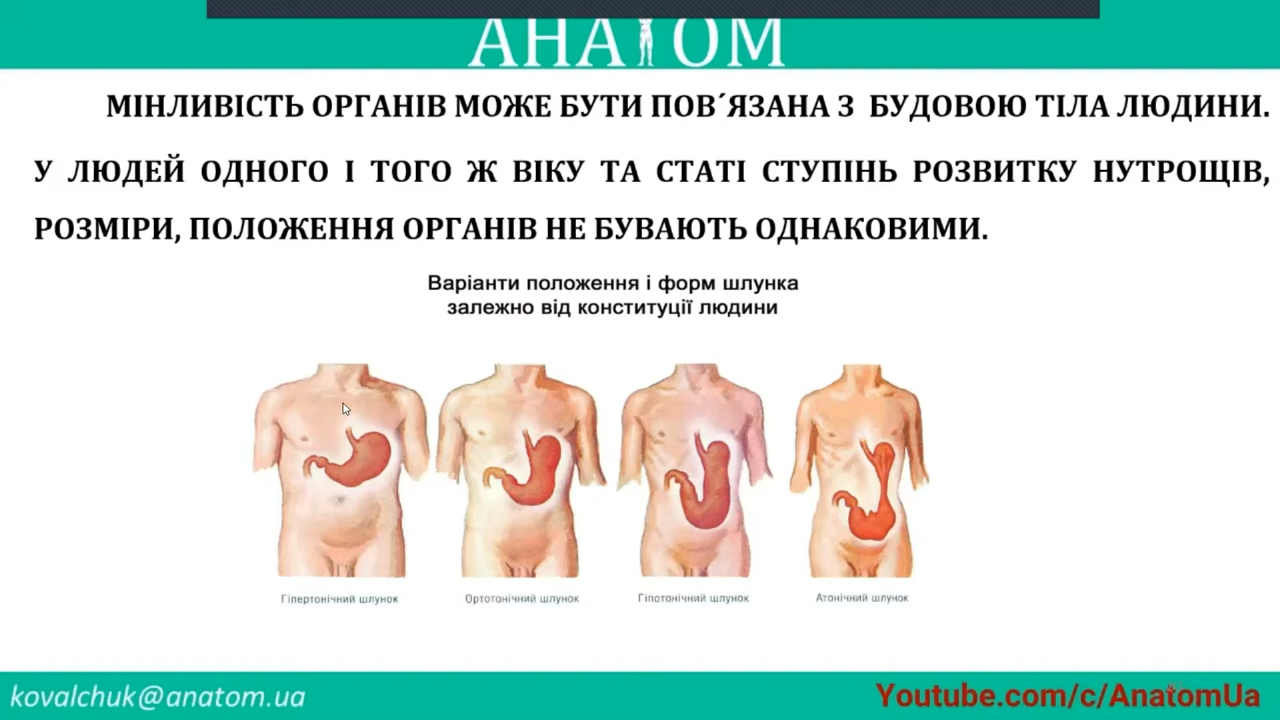 АНАТОМ
МІНЛИВІСТЬ ОРГАНІВ МОЖЕ БУТИ ПОВ´ЯЗАНА З БУДОВОЮ ТІЛА ЛЮДИНИ.
У ЛЮДЕЙ ОДНОГО І ТОГО Ж ВІКУ ТА СТАТІ СТУПІНЬ РОЗВИТКУ НУТРОЩІВ,
РОЗМІРИ, ПОЛОЖЕННЯ ОРГАНІВ НЕ БУВАЮТЬ ОДНАКОВИМИ.
Варіанти положення і форм шлунка
залежно від конституції людини
Гіпертонічний шлунок Ортотонічний шлунок Гіпотонічний шлунок Атонічний шлунок
kovalchuk@anatom.ua Youtube.com/c/AnatomUa